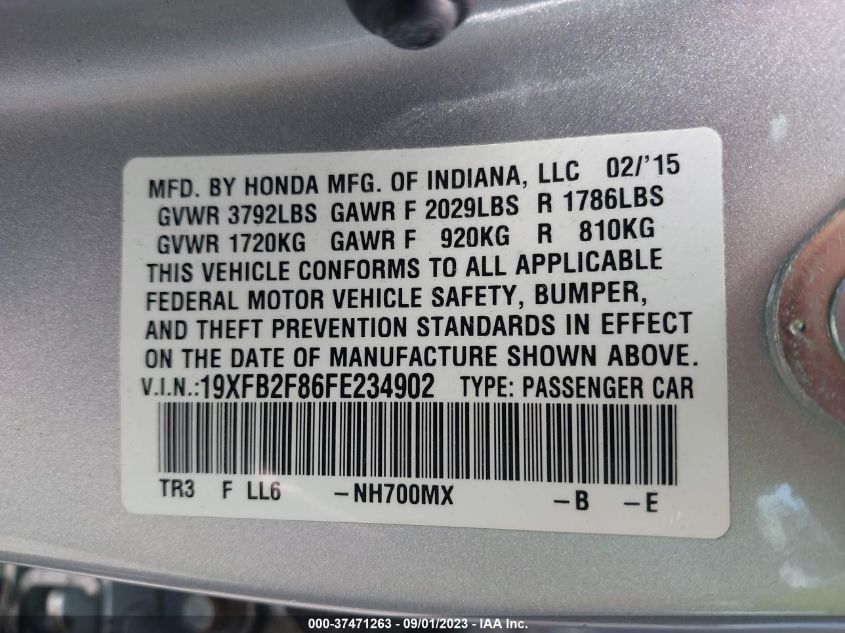 MFD. BY HONDA MFG. OF INDIANA, LLC 02/'15
GVWR 3792LBS GAWR F 2029LBS R 1786LBS
GVWR 1720KG GAWR F 920KG R 810KG
THIS VEHICLE CONFORMS TO ALL APPLICABLE
FEDERAL MOTOR VEHICLE SAFETY, BUMPER,
AND THEFT PREVENTION STANDARDS IN EFFECT
ON THE DATE OF MANUFACTURE SHOWN ABOVE.
V.I.N.:19XFB2F86FE234902 TYPE: PASSENGER CAR
TR3 F LL6 -NH700MX -B -E
000-37471263 - 09/01/2023 - IAA Inc.